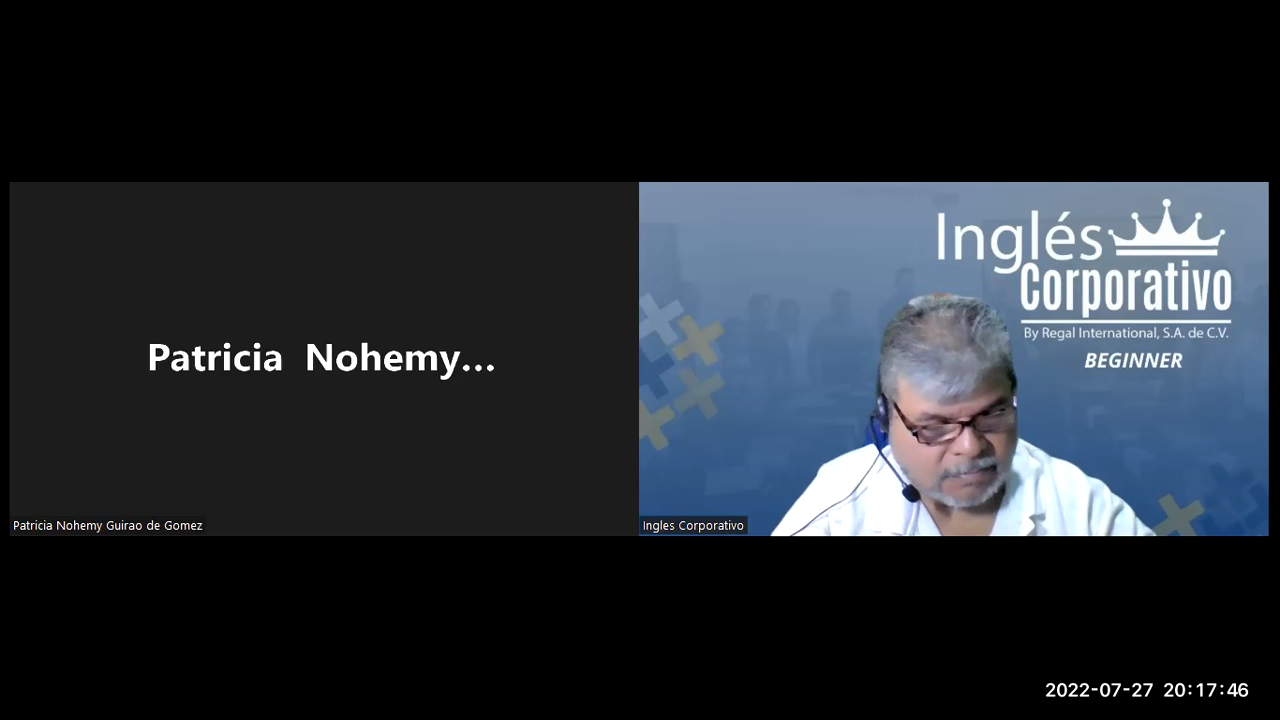 Patricia Nohemy...
Patricia Nohemy Guirao de Gomez
Inglés
Corporativo
By Regal International, S.A. de C.V.
BEGINNER
Ingles Corporativo
2022-07-27 20:17:46